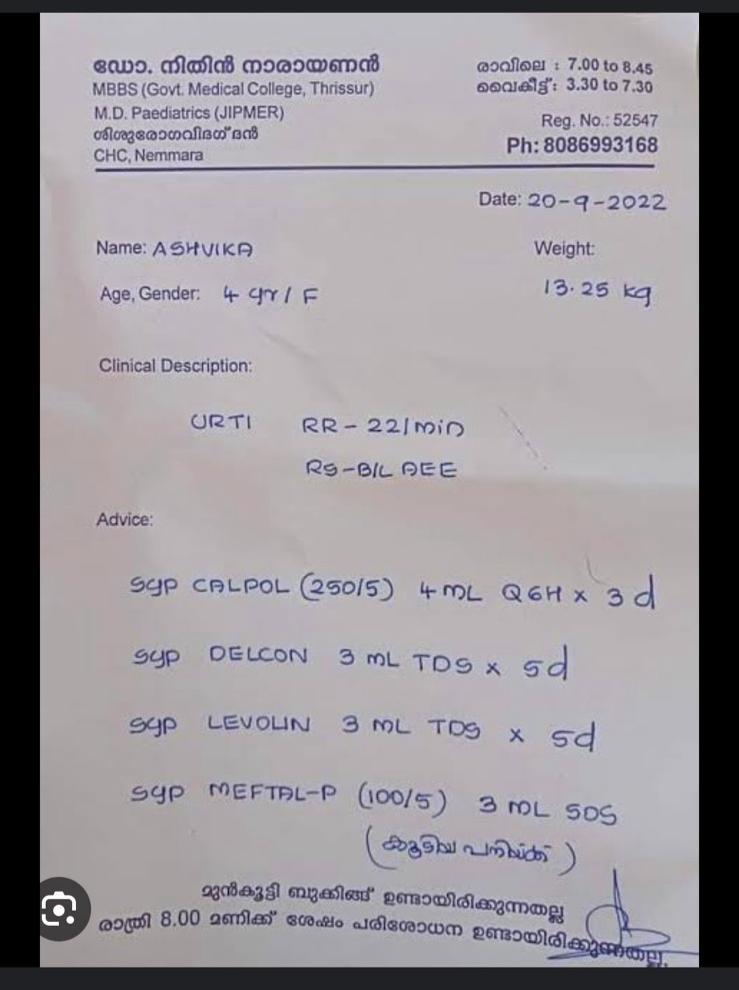 ഡോ. നിതിൻ നാരായണൻ
MBBS (Govt. Medical College, Thrissur)
M.D. Paediatrics (JIPMER)
ശിശുരോഗവിദഗ്ദ്ധൻ
CHC, Nemmara
രാവിലെ : 7.00 to 8.45
വൈകീട്ട്: 3.30 to 7.30
Reg. No.: 52547
Ph: 8086993168
Date: 20-9-2022
Name: ASHVIKA
Weight:
Age, Gender: 4 yr / F
13.25 kg
Clinical Description:
URTI RR - 22/min
RS - B/L AEE
Advice:
Syp CALPOL (250/5) 4 mL Q6H x 3 d
Syp DELCON 3 mL TDS x 5d
Syp LEVOLIN 3 mL TDS x 5d
Syp MEFTAL-P (100/5) 3 mL SOS
(കൂടിയ പനിയ്ക്ക്)
മുൻകൂട്ടി ബുക്കിങ്ങ് ഉണ്ടായിരിക്കുന്നതല്ല
രാത്രി 8.00 മണിക്ക് ശേഷം പരിശോധന ഉണ്ടായിരിക്കുന്നതല്ല.